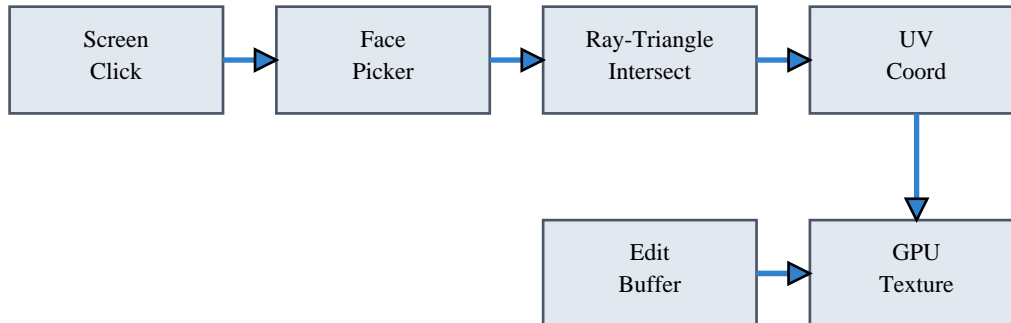 Screen
Click
Face
Picker
Ray-Triangle
Intersect
UV
Coord
Edit
Buffer
GPU
Texture